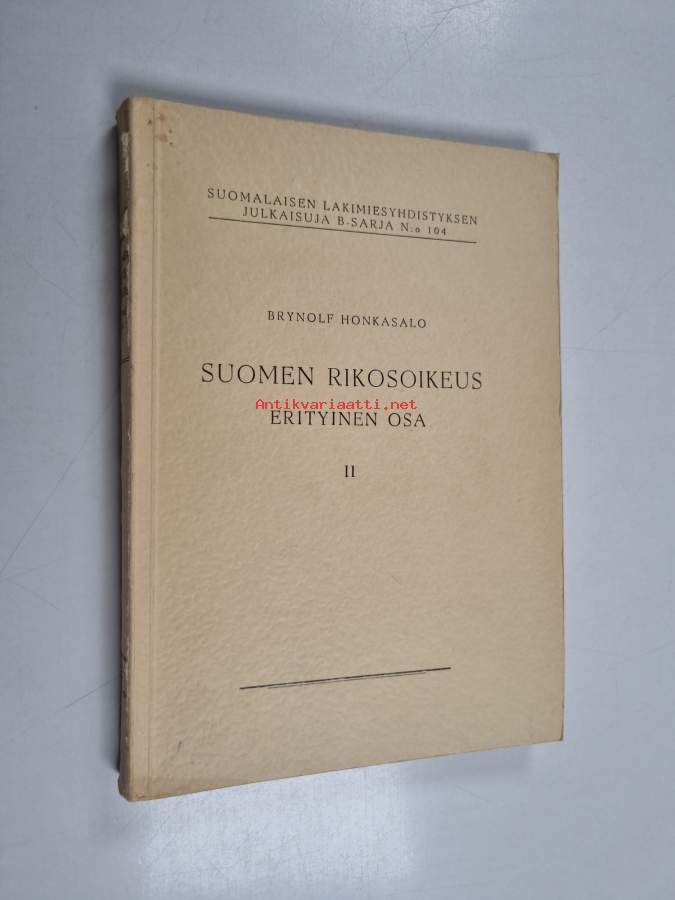 SUOMALAISEN LAKIMIESYHDISTYKSEN
JULKAISUJA B-SARJA N:o 104
BRYNOLF HONKASALO
SUOMEN RIKOSOIKEUS
Antikvariaatti.net
ERITYINEN OSA
II